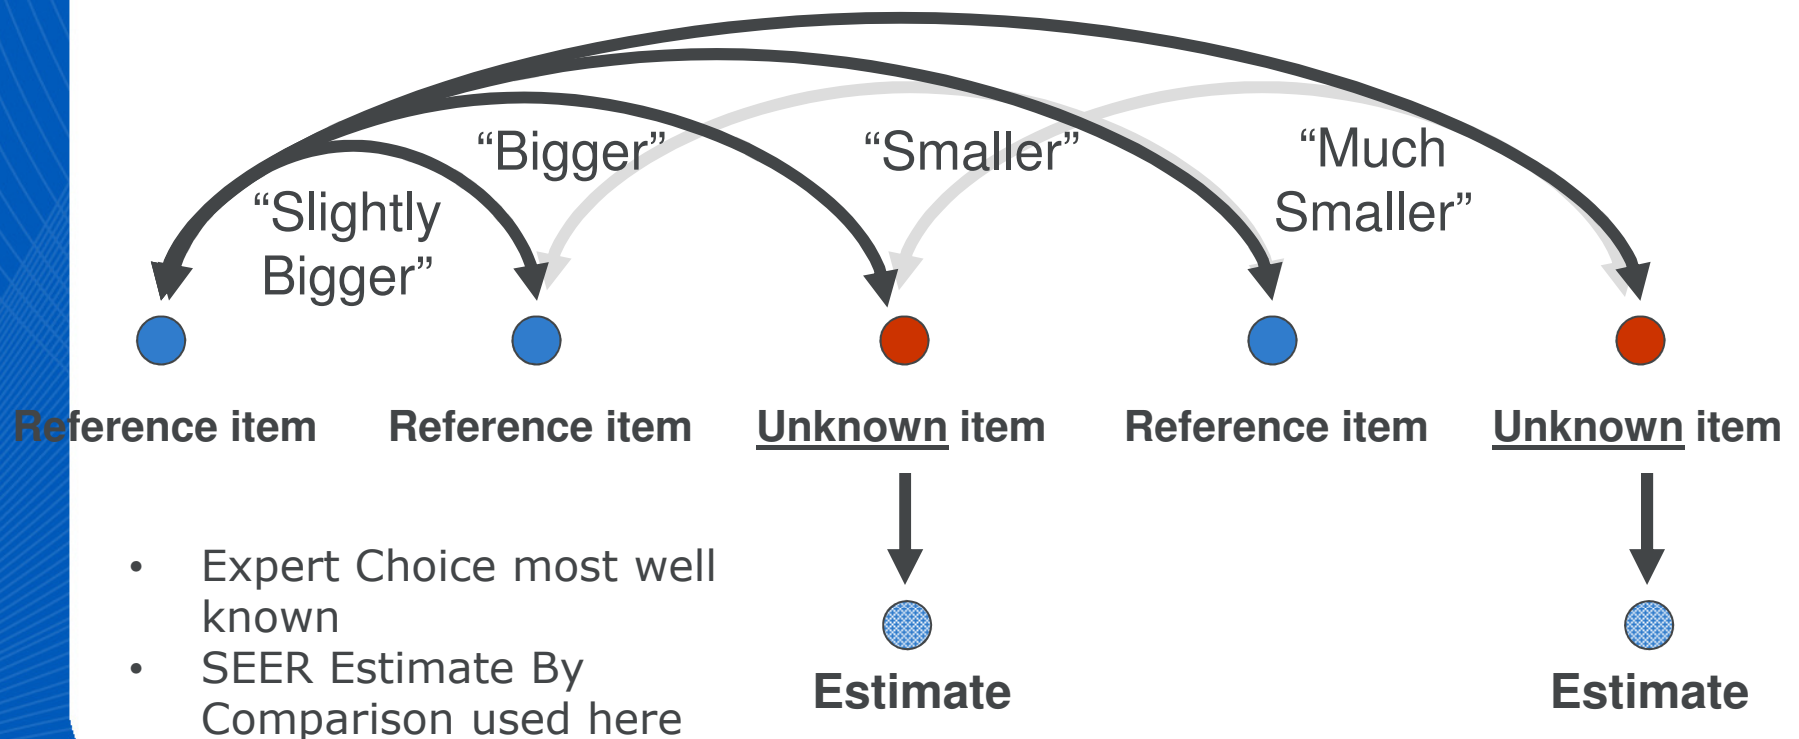 “Bigger”
“Smaller”
“Much
Smaller”
“Slightly
Bigger”
Reference item
Reference item
Unknown item
Reference item
Unknown item
• Expert Choice most well
known
• SEER Estimate By
Comparison used here
Estimate
Estimate